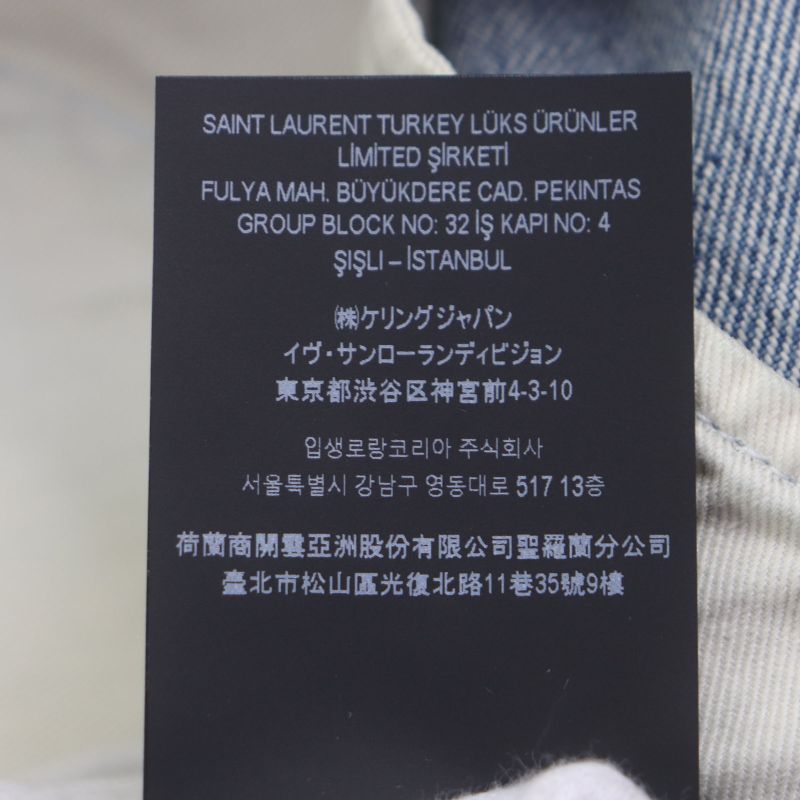 SAINT LAURENT TURKEY LÜKS ÜRÜNLER
LİMİTED ŞİRKETİ
FULYA MAH. BÜYÜKDERE CAD. PEKINTAS
GROUP BLOCK NO: 32 İŞ KAPI NO: 4
ŞIŞLI – İSTANBUL
㈱ケリングジャパン
イヴ・サンローランディビジョン
東京都渋谷区神宮前4-3-10
입생로랑코리아 주식회사
서울특별시 강남구 영동대로 517 13층
荷蘭商開雲亞洲股份有限公司聖羅蘭分公司
臺北市松山區光復北路11巷35號9樓